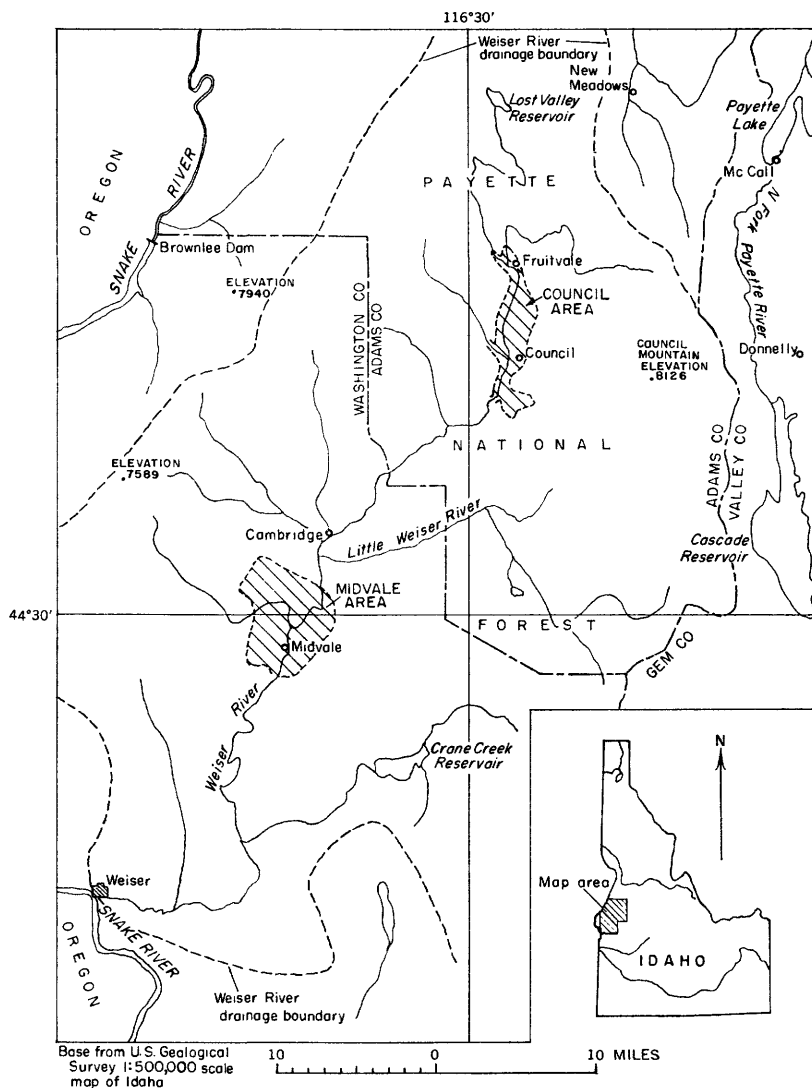 116°30'
Weiser River
drainage boundary
New
Meadows
Lost Valley
Reservoir
Payette
Lake
Mc Call
OREGON
SNAKE RIVER
PAYETTE
N Fork Payette River
Brownlee Dam
Fruitvale
ELEVATION
.7940
COUNCIL
AREA
WASHINGTON CO
ADAMS CO
Council
COUNCIL
MOUNTAIN
ELEVATION
.8126
Donnelly
NATIONAL
ELEVATION
.7589
ADAMS CO
VALLEY CO
Cambridge
Little Weiser River
Cascade
Reservoir
MIDVALE
AREA
44°30'
FOREST
Midvale
GEM CO
Weiser River
Crane Creek
Reservair
N
Weiser
Map area
SNAKE RIVER
OREGON
IDAHO
Weiser River
drainage boundary
Base from U.S. Geological
Survey 1:500,000 scale
map of Idaho
10 0 10 MILES